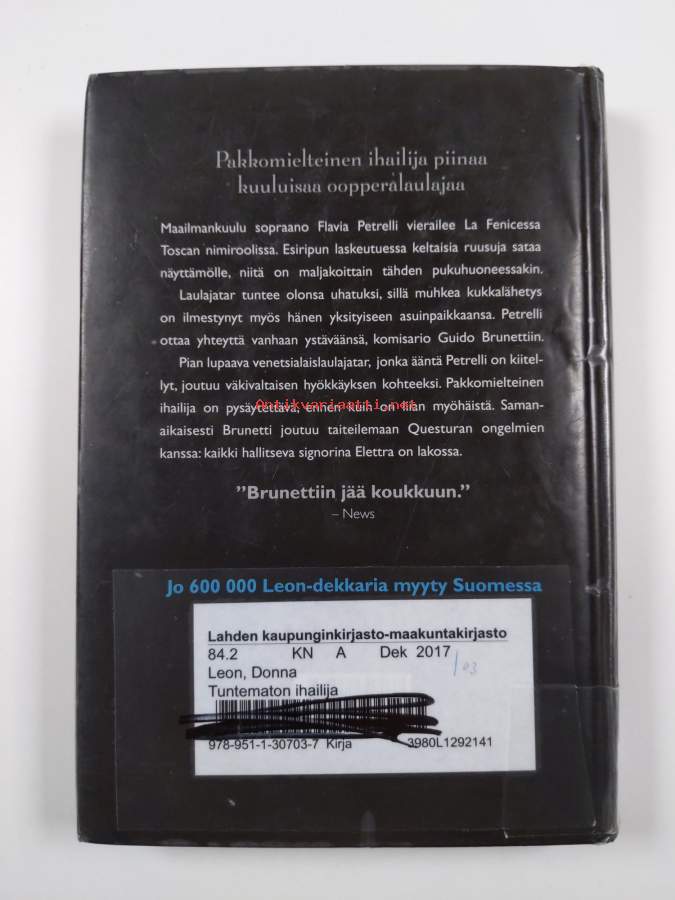 Pakkomielteinen ihailija piinaa
kuuluisaa oopperalaulajaa
Maailmankuulu sopraano Flavia Petrelli vierailee La Fenicessa
Toscan nimiroolissa. Esiripun laskeutuessa keltaisia ruusuja sataa
näyttämölle, niitä on maljakoittain tähden pukuhuoneessakin.
Laulajatar tuntee olonsa uhatuksi, sillä muhkea kukkalähetys
on ilmestynyt myös hänen yksityiseen asuinpaikkaansa. Petrelli
ottaa yhteyttä vanhaan ystäväänsä, komisario Guido Brunettiin.
Pian lupaava venetsialaislaulajatar, jonka ääntä Petrelli on kiitel-
lyt, joutuu väkivaltaisen hyökkäyksen kohteeksi. Pakkomielteinen
ihailija on pysäytettävä, ennen kuin on liian myöhäistä. Saman-
Antikvariaatti.net
aikaisesti Brunetti joutuu taiteilemaan Questuran ongelmien
kanssa: kaikki hallitseva signorina Elettra on lakossa.
"Brunettiin jää koukkuun."
– News
Jo 600 000 Leon-dekkaria myyty Suomessa
Lahden kaupunginkirjasto-maakuntakirjasto
84.2 KN A Dek 2017
Leon, Donna
Tuntematon ihailija
978-951-1-30703-7 Kirja 3980L1292141